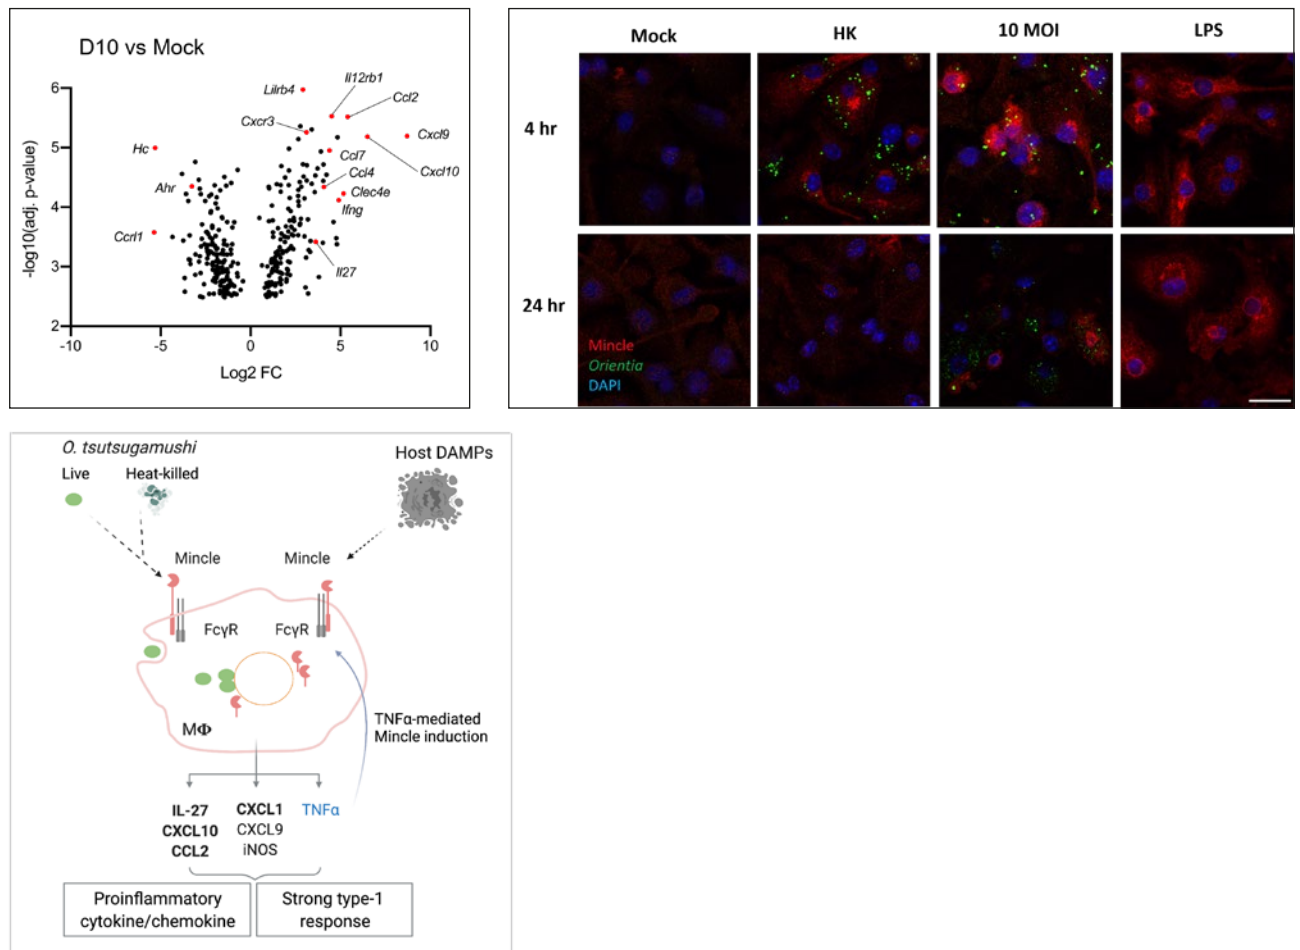 D10 vs Mock
-log10(adj. p-value)
6
5
4
3
2
-10
-5
0
5
10
Log2 FC
Lilrb4
Il12rb1
Ccl2
Cxcr3
Cxcl9
Hc
Ccl7
Cxcl10
Ccl4
Ahr
Clec4e
Ifng
Ccrl1
Il27
Mock
HK
10 MOI
LPS
4 hr
24 hr
Mincle
Orientia
DAPI
O. tsutsugamushi
Live
Heat-killed
Host DAMPs
Mincle
Mincle
FcγR
FcγR
MΦ
TNFα-mediated
Mincle induction
IL-27
CXCL10
CCL2
CXCL1
CXCL9
iNOS
TNFα
Proinflammatory
cytokine/chemokine
Strong type-1
response